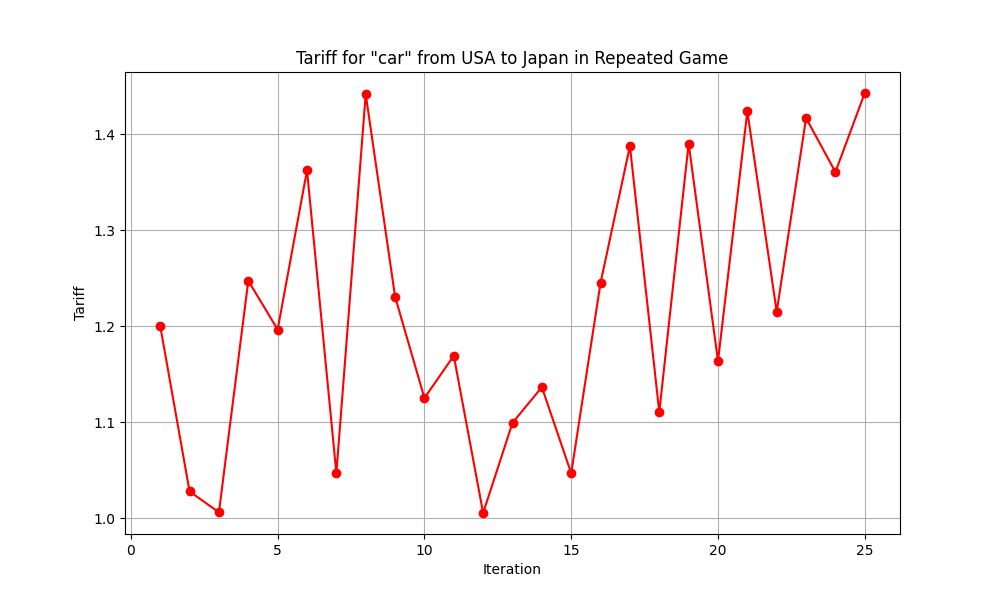 Tariff for "car" from USA to Japan in Repeated Game
Tariff
1.4
1.3
1.2
1.1
1.0
0 5 10 15 20 25
Iteration